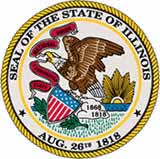 SEAL OF THE STATE OF ILLINOIS
1868
1818
AUG. 26TH 1818